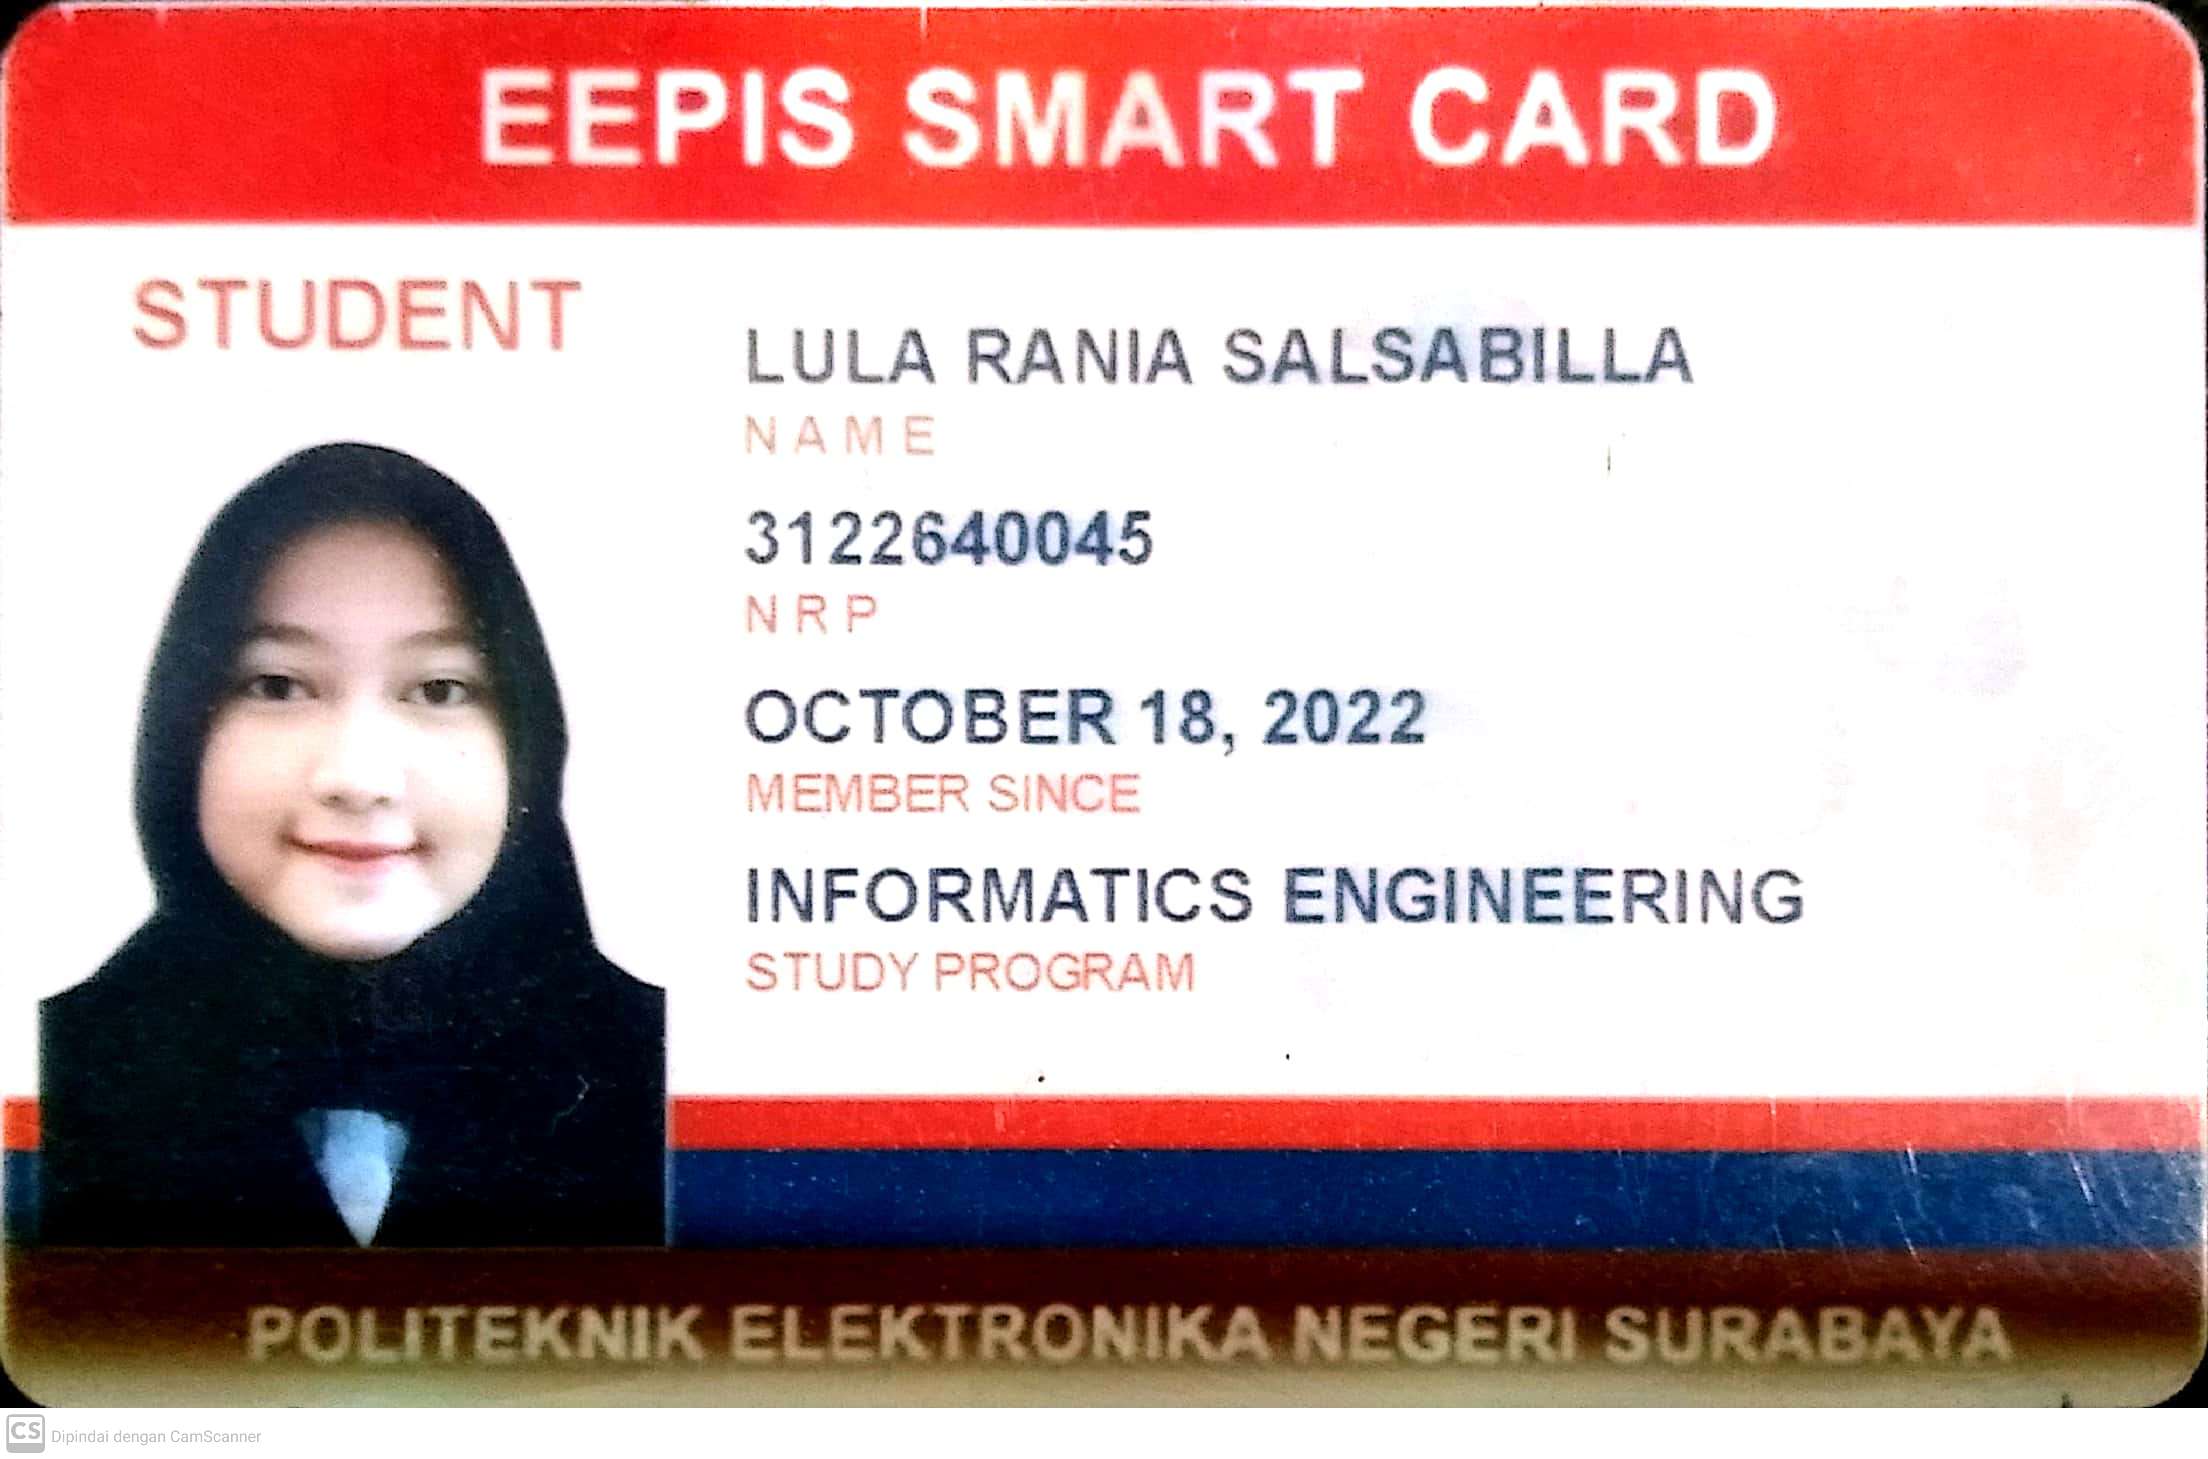 EEPIS SMART CARD
STUDENT
LULA RANIA SALSABILLA
NAME
3122640045
NRP
OCTOBER 18, 2022
MEMBER SINCE
INFORMATICS ENGINEERING
STUDY PROGRAM
POLITEKNIK ELEKTRONIKA NEGERI SURABAYA
CS Dipindai dengan CamScanner